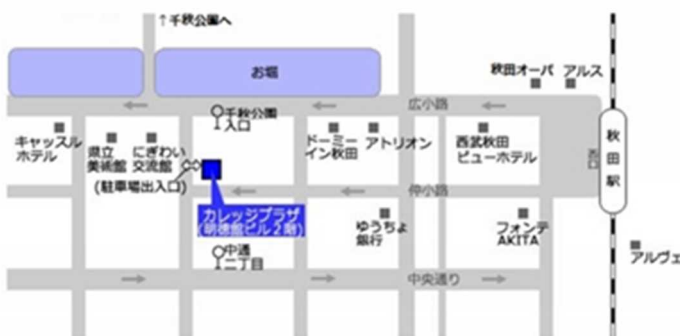 ↑千秋公園へ
お堀
秋田オーパ
アルス
広小路
千秋公園
入口
キャッスル
ホテル
県立
美術館
にぎわい
交流館
(駐車場出入口)
ドーミー
イン秋田
アトリオン
西武秋田
ビューホテル
西口
秋田駅
仲小路
カレッジプラザ
(明徳館ビル2階)
ゆうちょ
銀行
フォンテ
AKITA
アルヴェ
中通
二丁目
中央通り